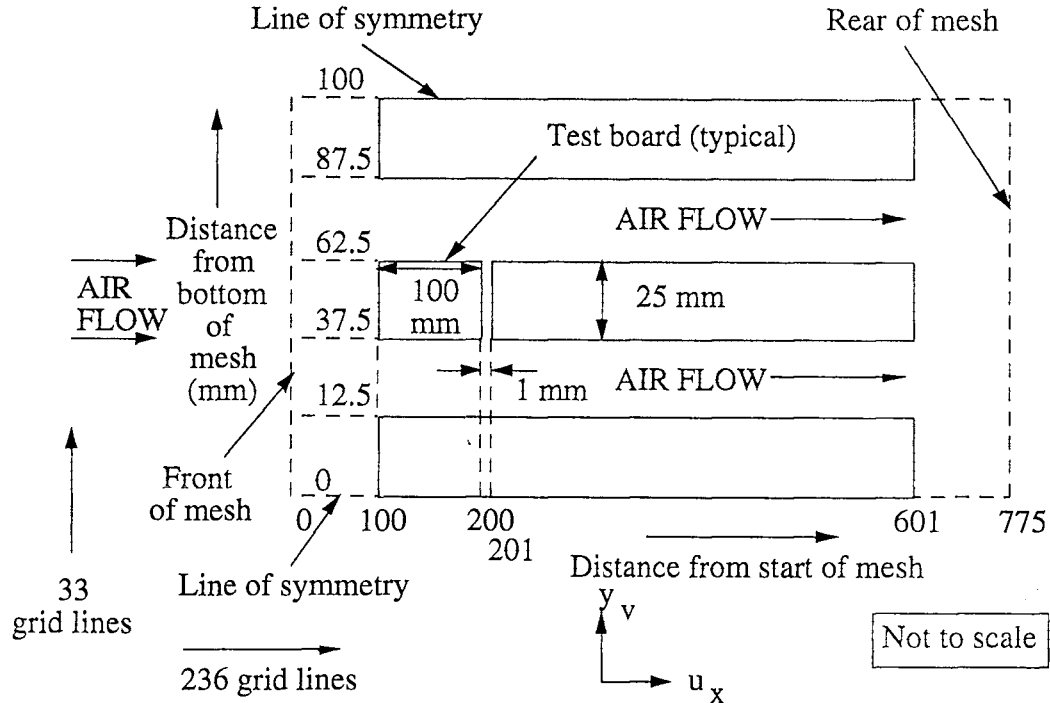 Line of symmetry
Rear of mesh
100
Test board (typical)
87.5
AIR FLOW
Distance
from
bottom
of
mesh
(mm)
62.5
AIR
FLOW
100
mm
25 mm
37.5
AIR FLOW
1 mm
12.5
Front
of mesh
0
0
100
200
201
601
775
Distance from start of mesh
33
grid lines
Line of symmetry
y
v
Not to scale
236 grid lines
u
x